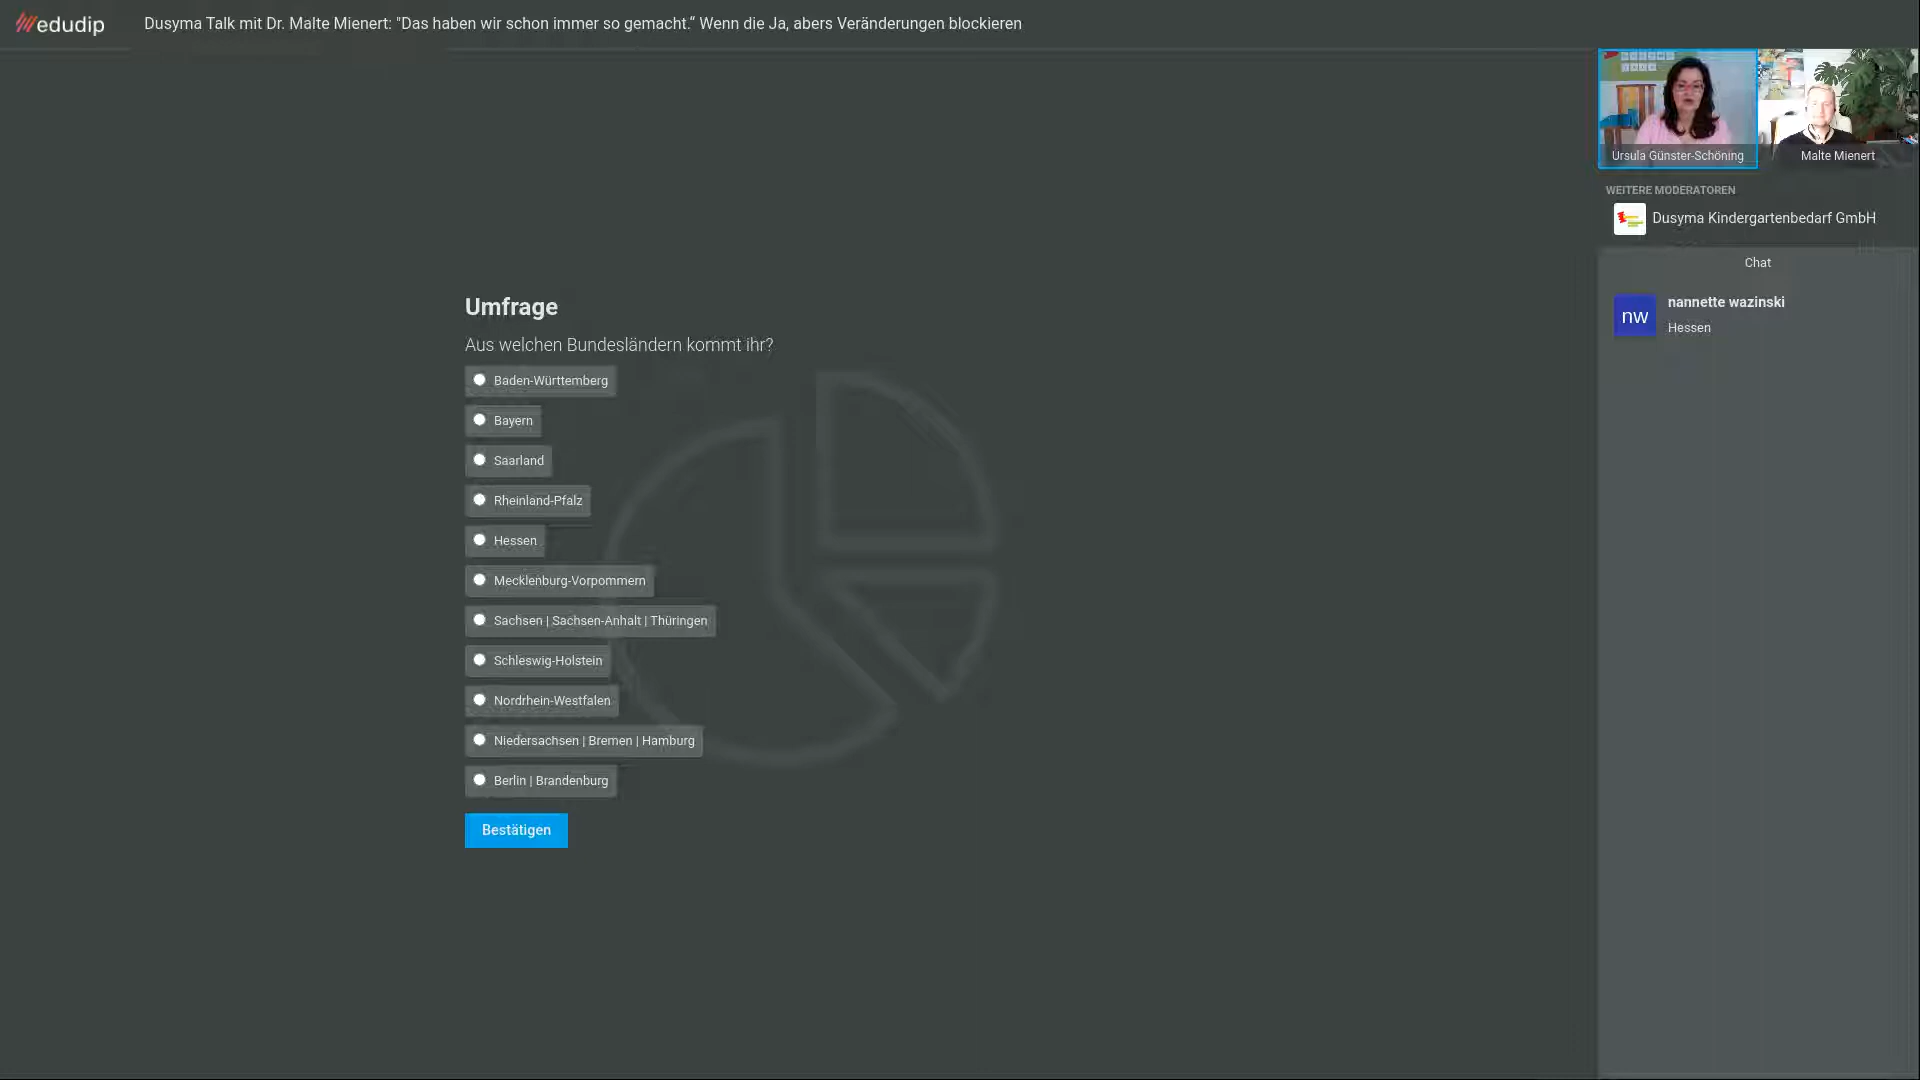 edudip
Dusyma Talk mit Dr. Malte Mienert: "Das haben wir schon immer so gemacht.“ Wenn die Ja, abers Veränderungen blockieren
Ursula Günster-Schöning
Malte Mienert
WEITERE MODERATOREN
Dusyma Kindergartenbedarf GmbH
Chat
nw
nannette wazinski
Hessen
Umfrage
Aus welchen Bundesländern kommt ihr?
Baden-Württemberg
Bayern
Saarland
Rheinland-Pfalz
Hessen
Mecklenburg-Vorpommern
Sachsen | Sachsen-Anhalt | Thüringen
Schleswig-Holstein
Nordrhein-Westfalen
Niedersachsen | Bremen | Hamburg
Berlin | Brandenburg
Bestätigen